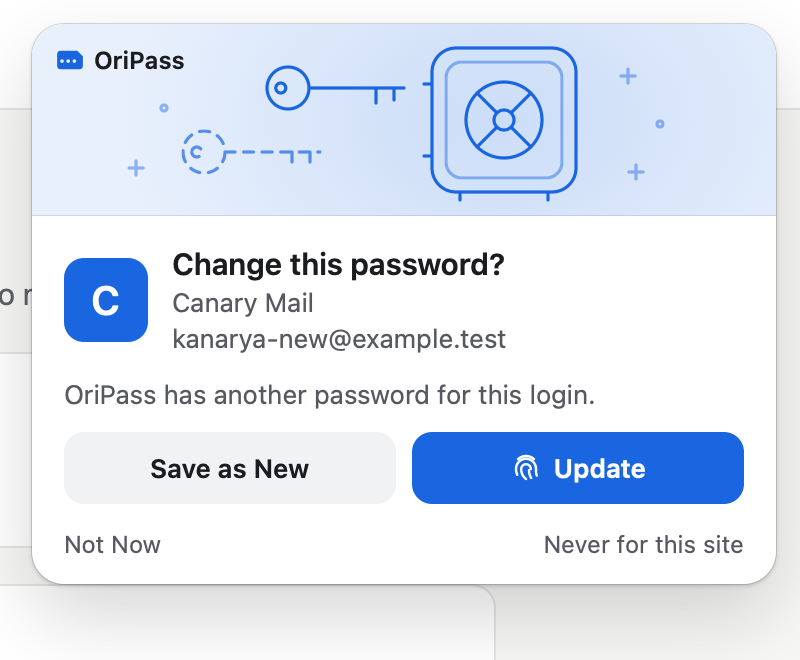 OriPass
Change this password?
C
Canary Mail
kanarya-new@example.test
OriPass has another password for this login.
Save as New
Update
Not Now
Never for this site